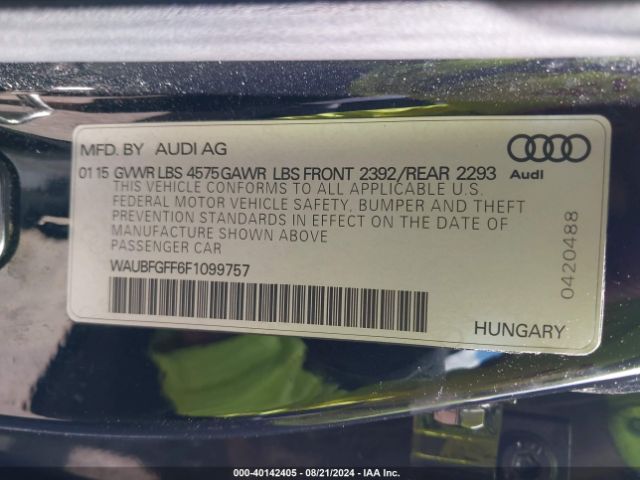 MFD. BY AUDI AG
Audi
01 15 GVWR LBS 4575 GAWR LBS FRONT 2392/REAR 2293
THIS VEHICLE CONFORMS TO ALL APPLICABLE U.S.
FEDERAL MOTOR VEHICLE SAFETY, BUMPER AND THEFT
PREVENTION STANDARDS IN EFFECT ON THE DATE OF
MANUFACTURE SHOWN ABOVE
PASSENGER CAR
WAUBFGFF6F1099757
0420488
HUNGARY
000-40142405 - 08/21/2024 - IAA Inc.